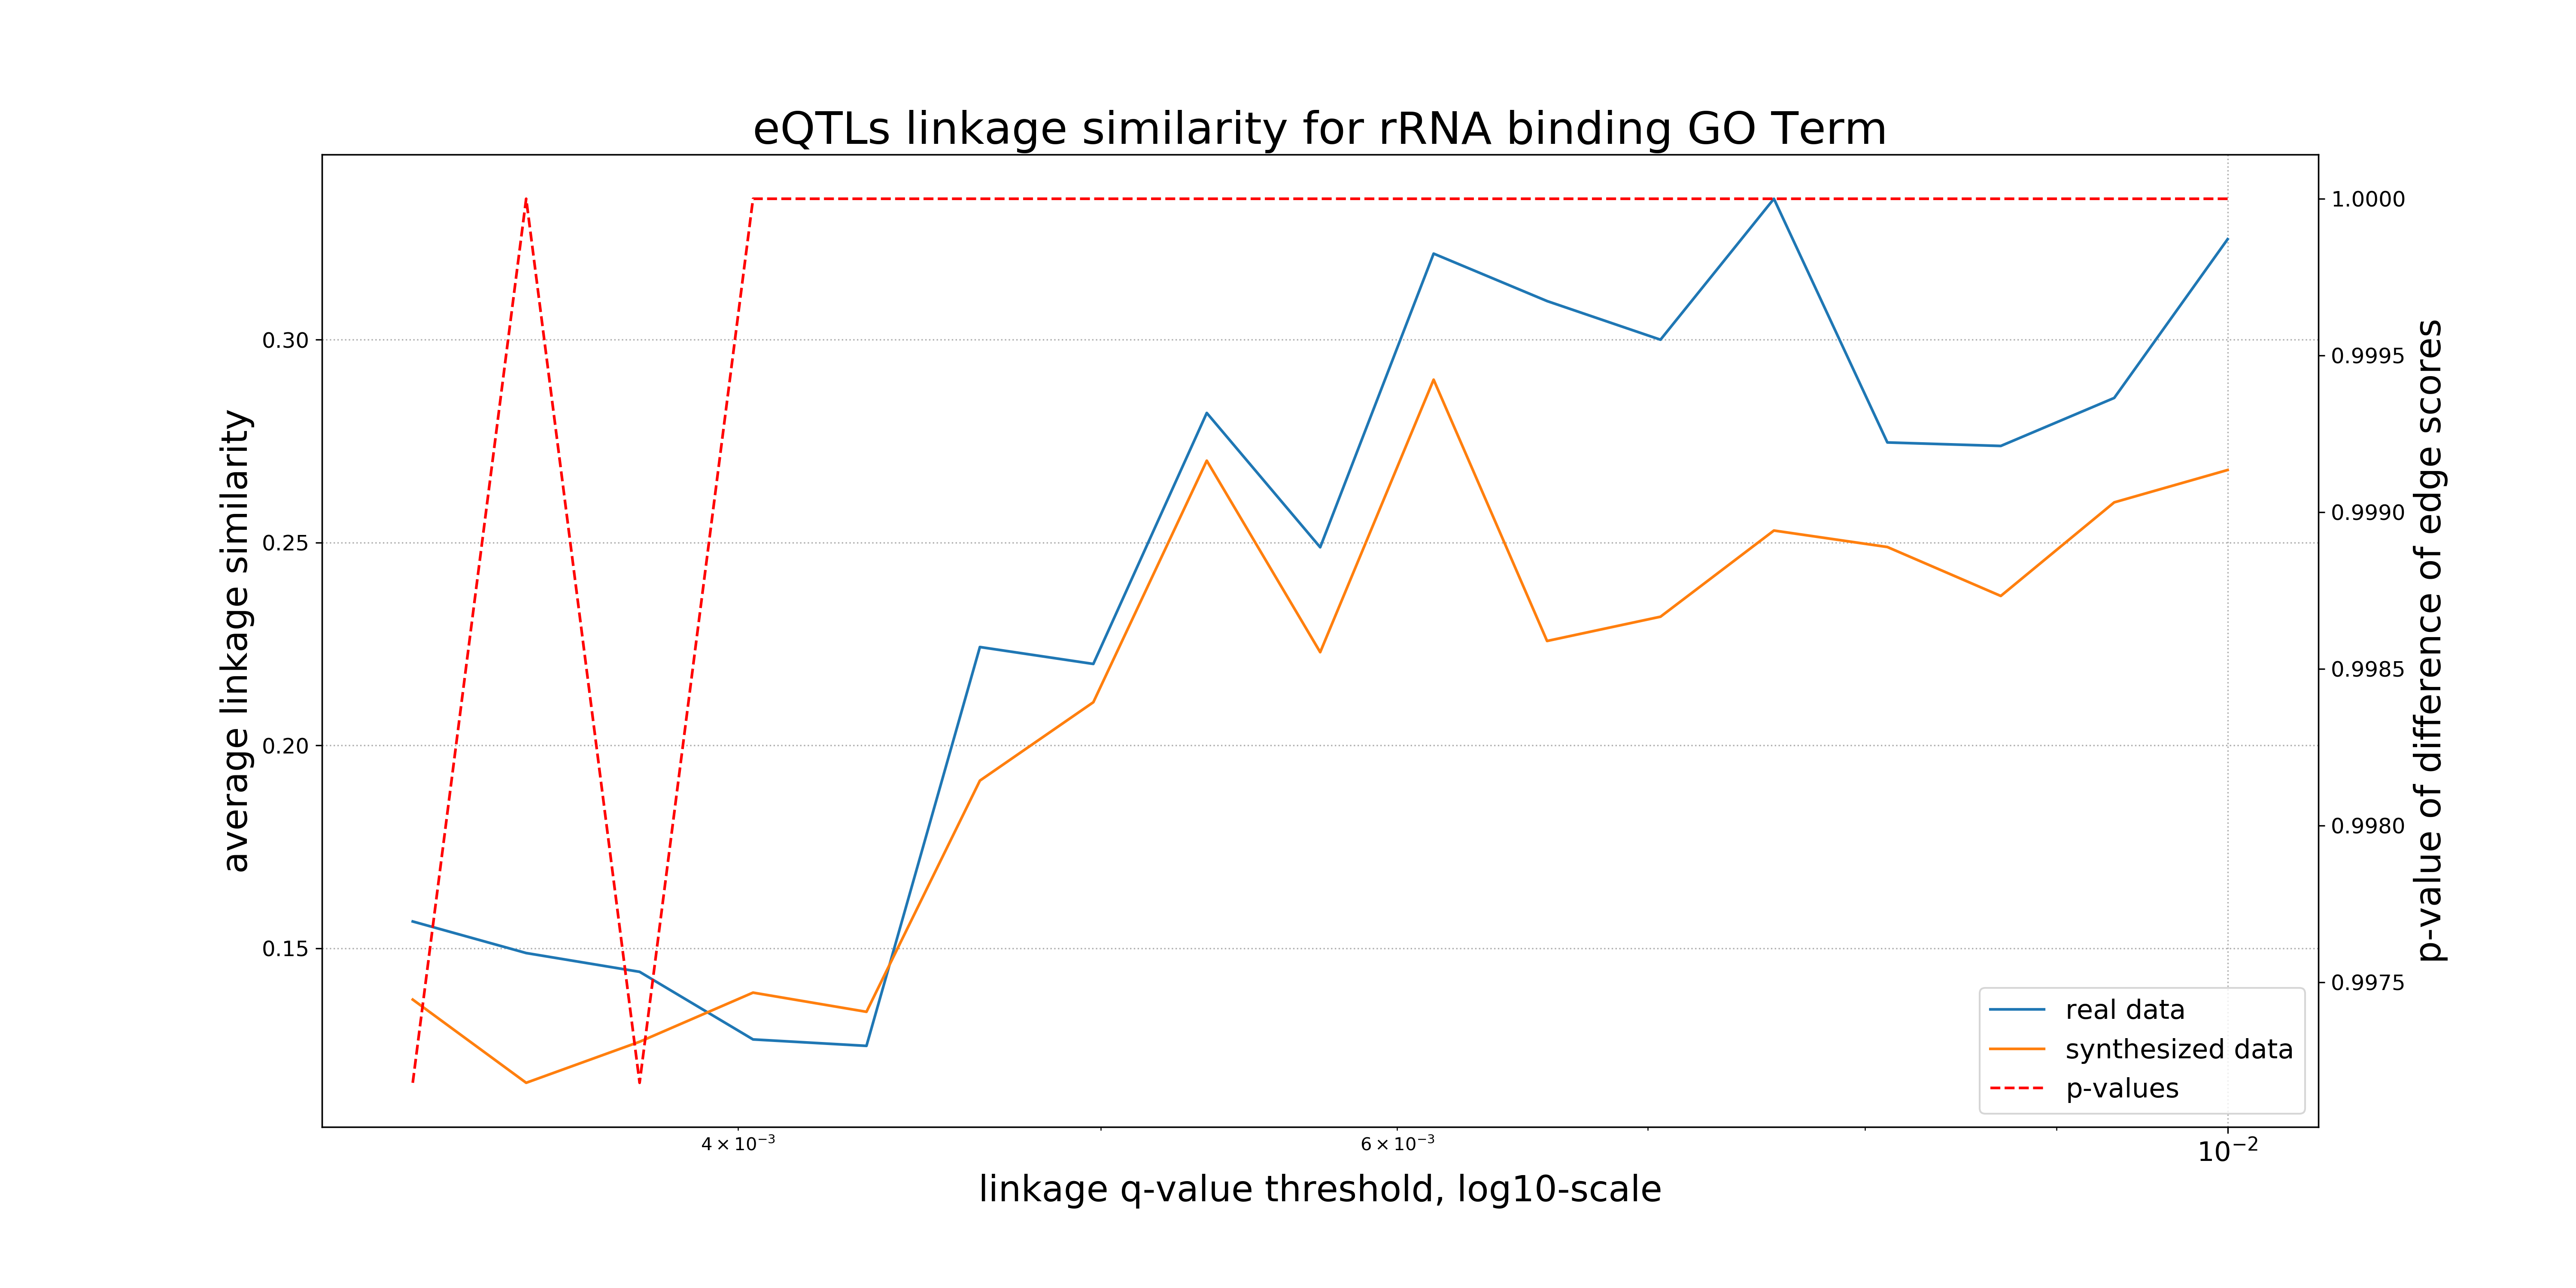 eQTLs linkage similarity for rRNA binding GO Term
average linkage similarity
0.30
0.25
0.20
0.15
1.0000
0.9995
0.9990
0.9985
0.9980
0.9975
p-value of difference of edge scores
real data
synthesized data
p-values
4 × 10⁻³
6 × 10⁻³
10⁻²
linkage q-value threshold, log10-scale